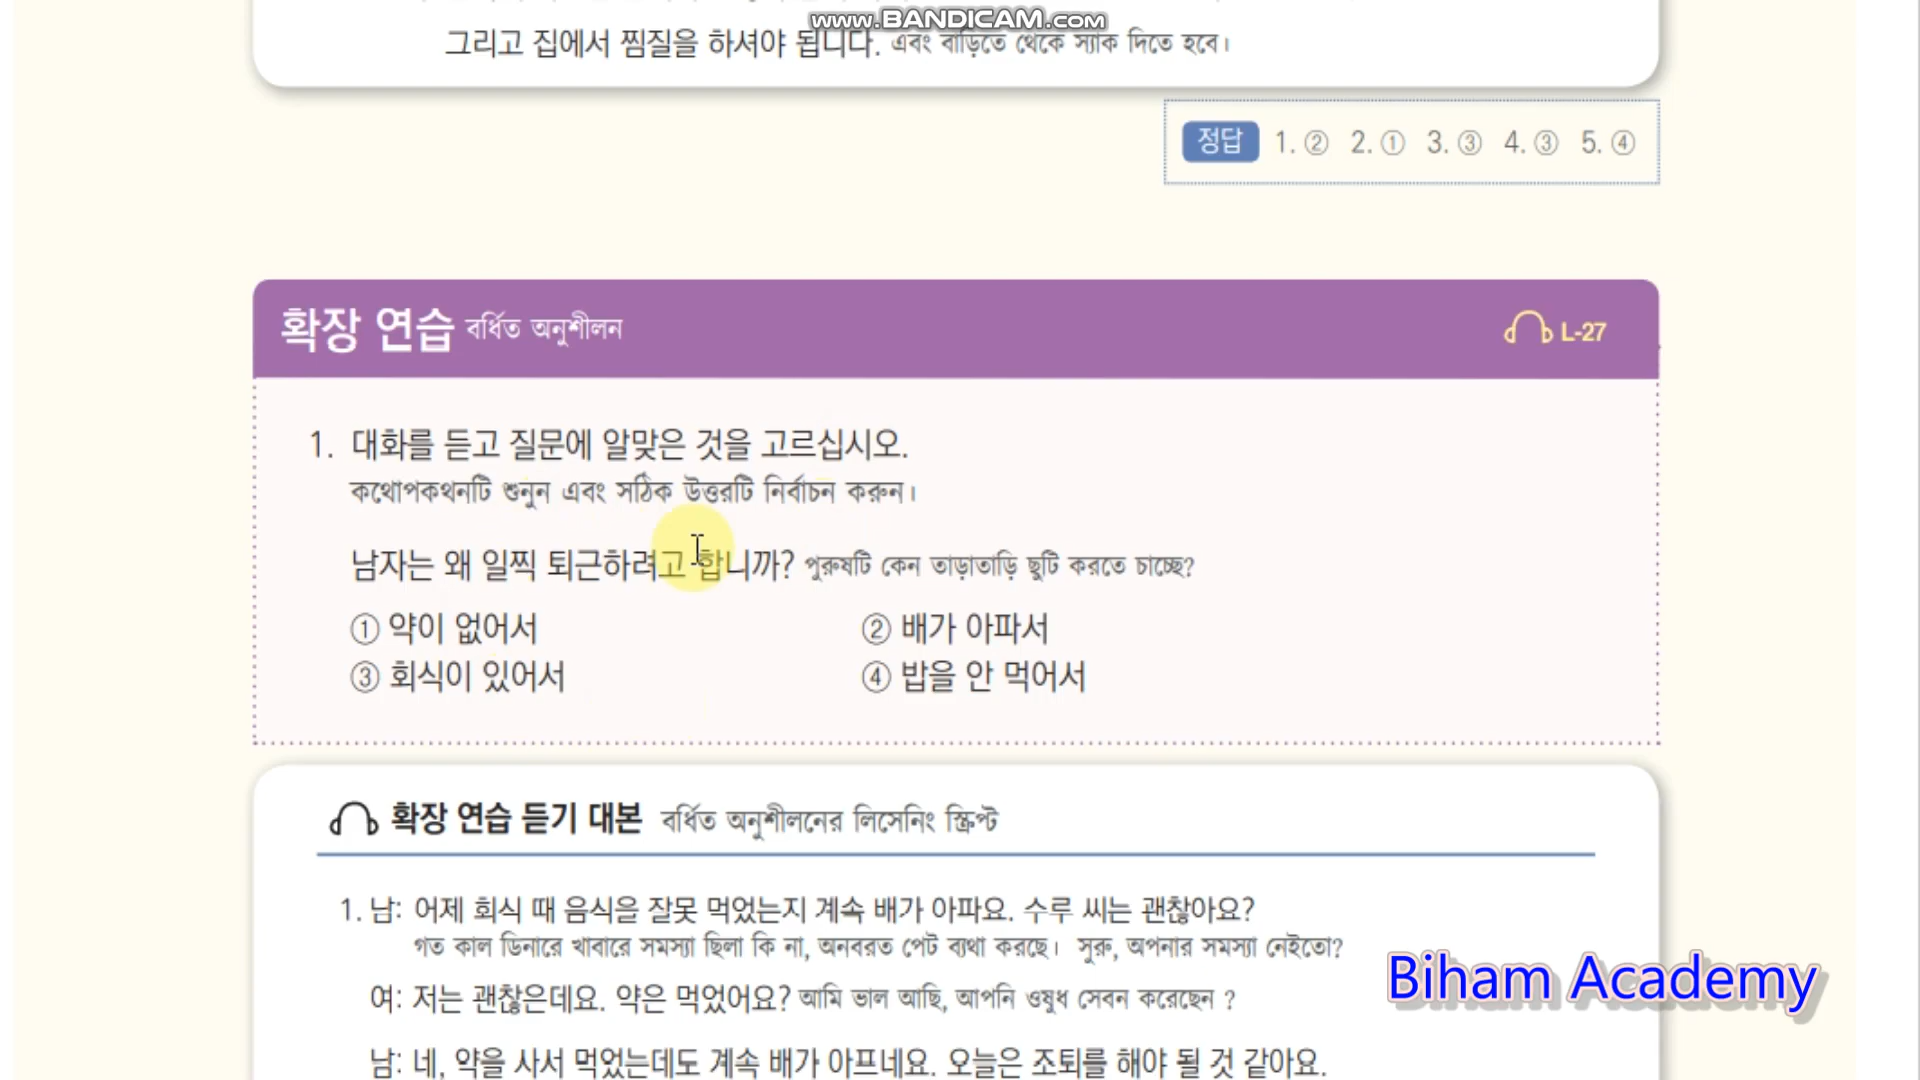 www.BANDICAM.com
그리고 집에서 찜질을 하셔야 됩니다. এবং বাড়িতে থেকে স্যাক দিতে হবে।
정답 1. ② 2. ① 3. ③ 4. ③ 5. ④
확장 연습 বর্ধিত অনুশীলন L-27
1. 대화를 듣고 질문에 알맞은 것을 고르십시오.
কথোপকথনটি শুনুন এবং সঠিক উত্তরটি নির্বাচন করুন।
남자는 왜 일찍 퇴근하려고 합니까? পুরুষটি কেন তাড়াতাড়ি ছুটি করতে চাচ্ছে?
① 약이 없어서 ② 배가 아파서
③ 회식이 있어서 ④ 밥을 안 먹어서
확장 연습 듣기 대본 বর্ধিত অনুশীলনের লিসেনিং স্ক্রিপ্ট
1. 남: 어제 회식 때 음식을 잘못 먹었는지 계속 배가 아파요. 수루 씨는 괜찮아요?
গত কাল ডিনারে খাবারে সমস্যা ছিলা কি না, অনবরত পেট ব্যথা করছে। সুরু, অপনার সমস্যা নেইতো?
여: 저는 괜찮은데요. 약은 먹었어요? আমি ভাল আছি, আপনি ওষুধ সেবন করেছেন ?
남: 네, 약을 사서 먹었는데도 계속 배가 아프네요. 오늘은 조퇴를 해야 될 것 같아요.
Biham Academy